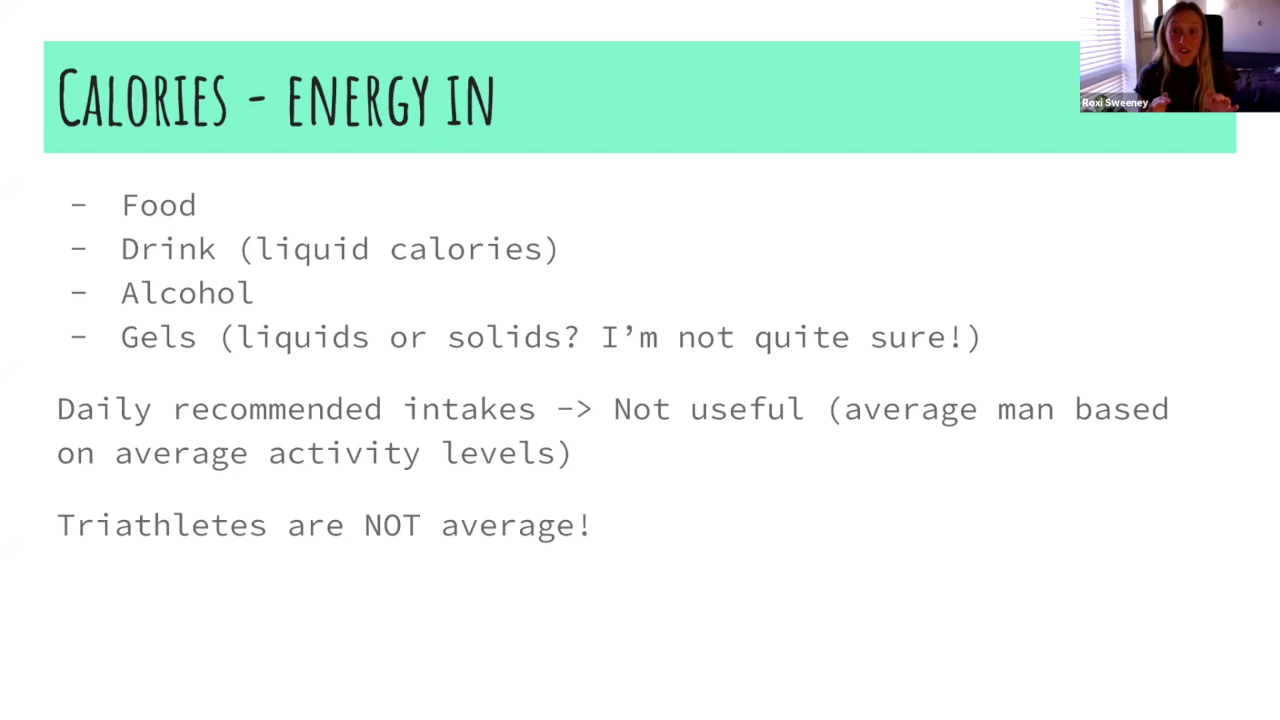 Calories - energy in
Roxi Sweeney
- Food
- Drink (liquid calories)
- Alcohol
- Gels (liquids or solids? I’m not quite sure!)
Daily recommended intakes -> Not useful (average man based
on average activity levels)
Triathletes are NOT average!